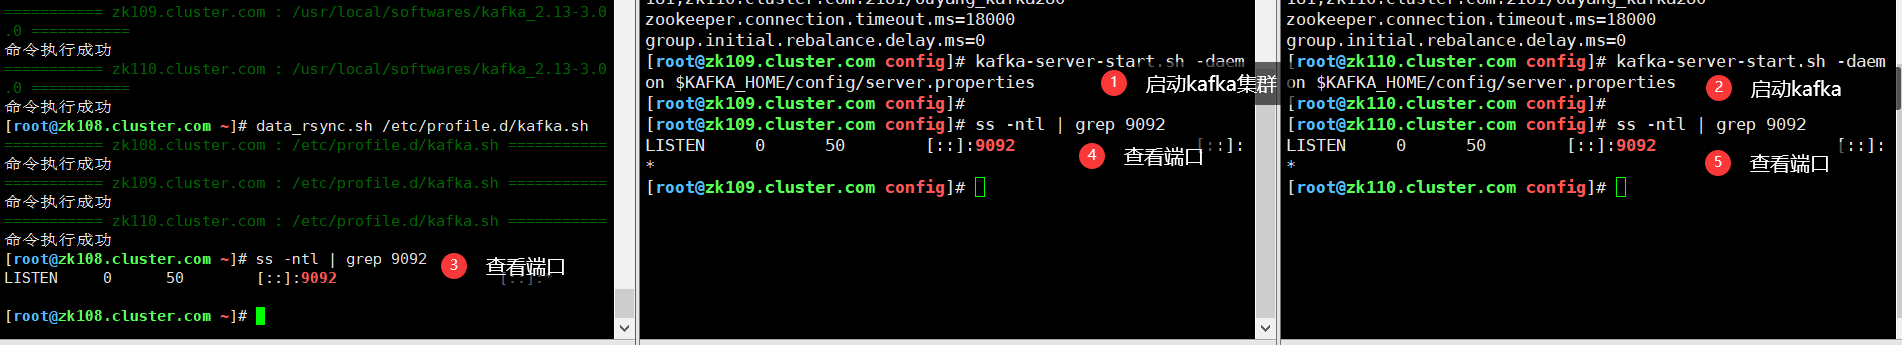 =========== zk109.cluster.com : /usr/local/softwares/kafka_2.13-3.0
.0 ===========
命令执行成功
=========== zk110.cluster.com : /usr/local/softwares/kafka_2.13-3.0
.0 ===========
命令执行成功
[root@zk108.cluster.com ~]# data_rsync.sh /etc/profile.d/kafka.sh
=========== zk108.cluster.com : /etc/profile.d/kafka.sh ===========
命令执行成功
=========== zk109.cluster.com : /etc/profile.d/kafka.sh ===========
命令执行成功
=========== zk110.cluster.com : /etc/profile.d/kafka.sh ===========
命令执行成功
[root@zk108.cluster.com ~]# ss -ntl | grep 9092
3 查看端口
LISTEN 0 50 [::]:9092 [::]:*
[root@zk108.cluster.com ~]#
zookeeper.connection.timeout.ms=18000
group.initial.rebalance.delay.ms=0
[root@zk109.cluster.com config]# kafka-server-start.sh -daem
on $KAFKA_HOME/config/server.properties
1 启动kafka集群
[root@zk109.cluster.com config]#
[root@zk109.cluster.com config]# ss -ntl | grep 9092
LISTEN 0 50 [::]:9092 [::]:
*
4 查看端口
[root@zk109.cluster.com config]#
zookeeper.connection.timeout.ms=18000
group.initial.rebalance.delay.ms=0
[root@zk110.cluster.com config]# kafka-server-start.sh -daem
on $KAFKA_HOME/config/server.properties
2 启动kafka
[root@zk110.cluster.com config]#
[root@zk110.cluster.com config]# ss -ntl | grep 9092
LISTEN 0 50 [::]:9092 [::]:
*
5 查看端口
[root@zk110.cluster.com config]#